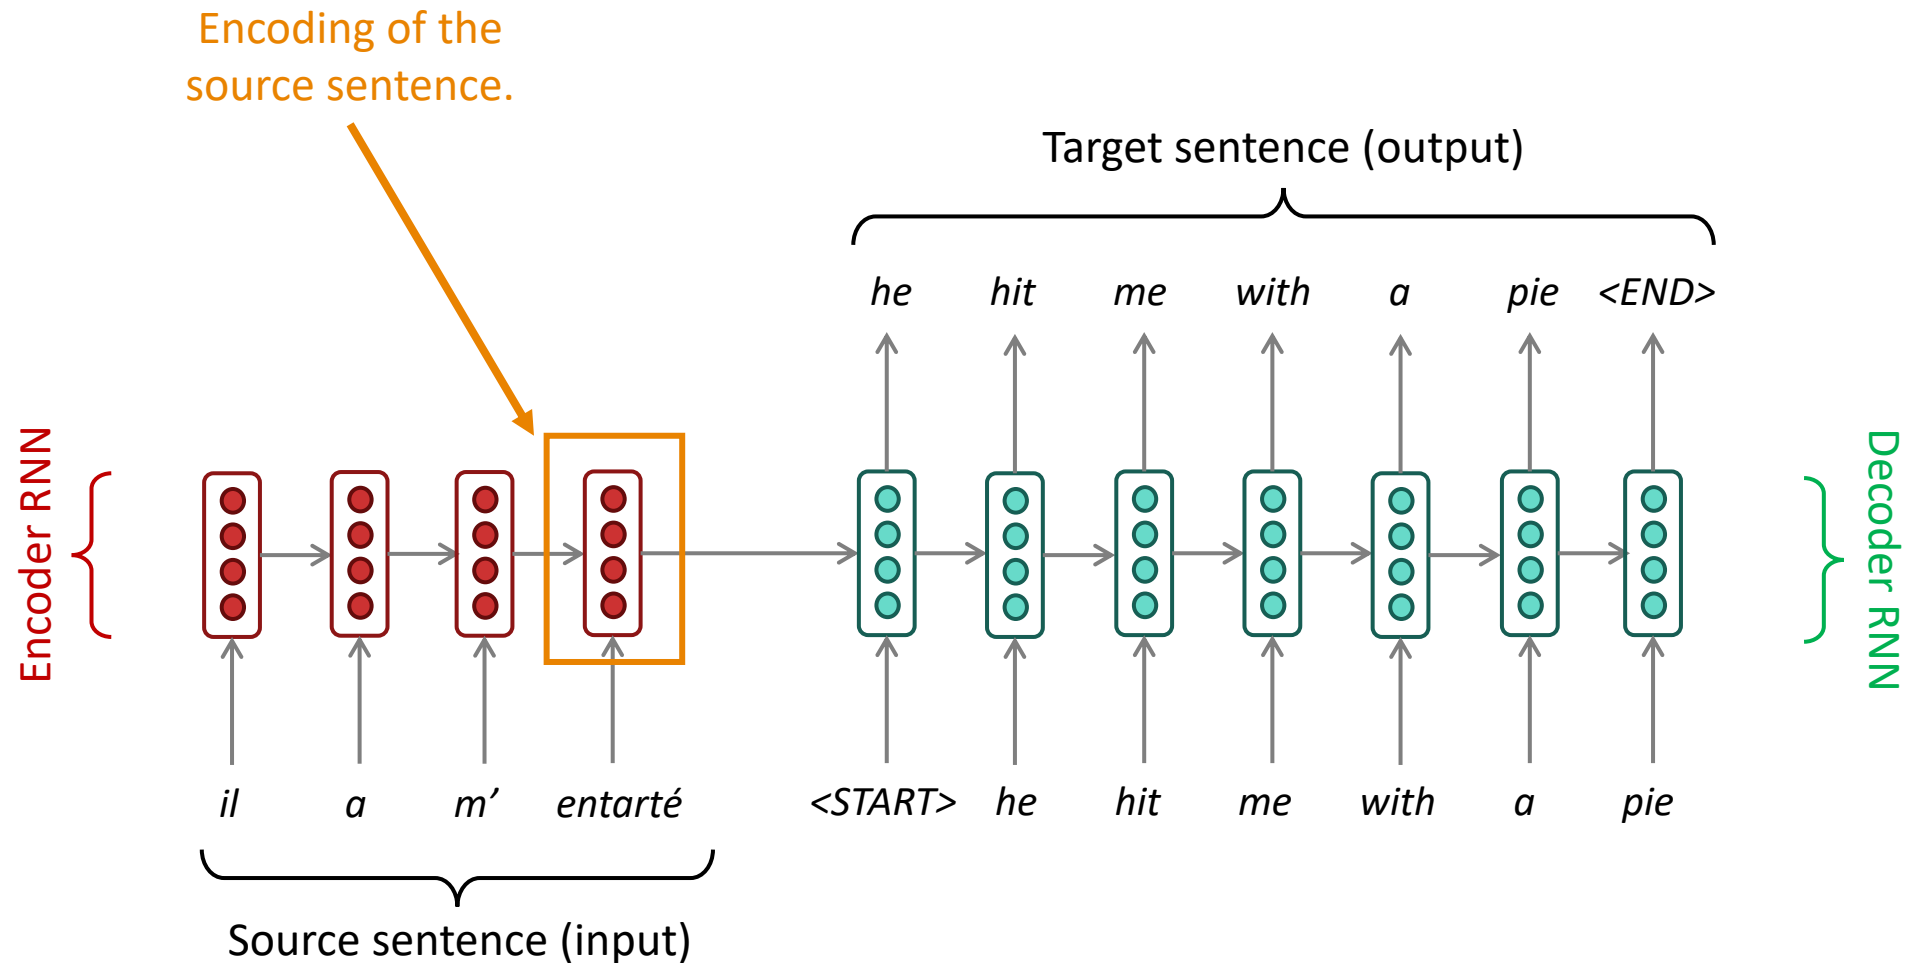 Encoding of the
source sentence.
Target sentence (output)
he hit me with a pie <END>
Encoder RNN
Decoder RNN
il a m’ entarté
<START> he hit me with a pie
Source sentence (input)